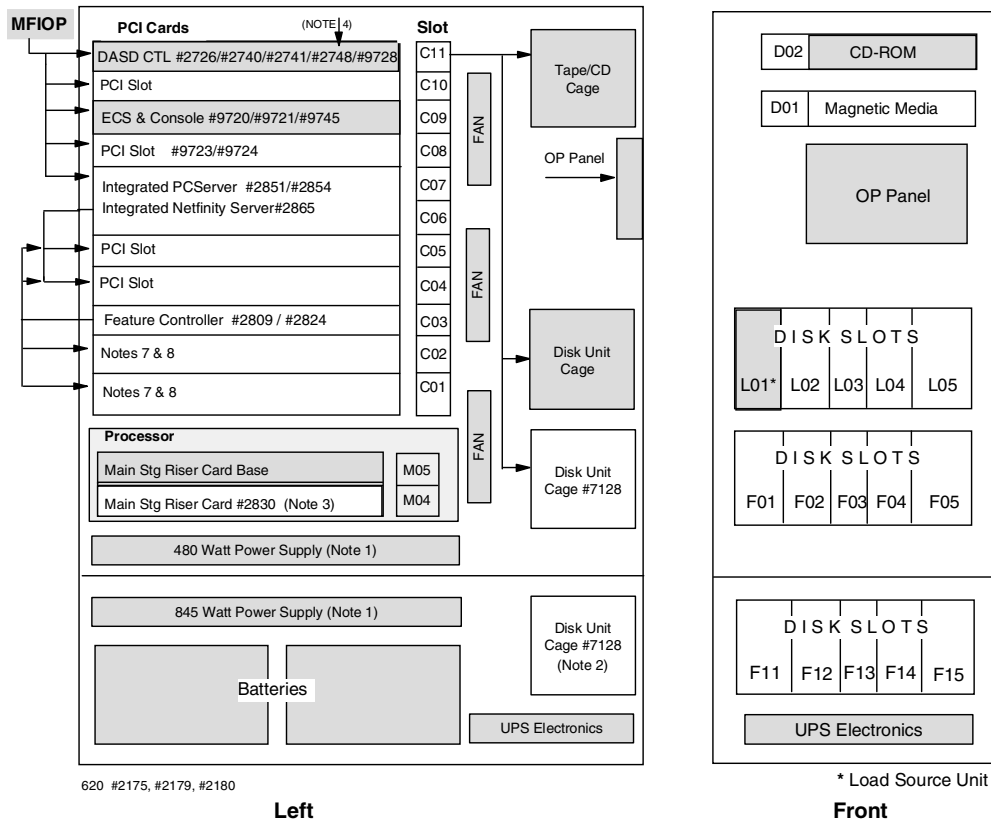 MFIOP
PCI Cards
(NOTE 4)
Slot
DASD CTL #2726/#2740/#2741/#2748/#9728
C11
PCI Slot
C10
ECS & Console #9720/#9721/#9745
C09
PCI Slot #9723/#9724
C08
Integrated PCServer #2851/#2854
C07
Integrated Netfinity Server#2865
C06
PCI Slot
C05
PCI Slot
C04
Feature Controller #2809 / #2824
C03
Notes 7 & 8
C02
Notes 7 & 8
C01
FAN
FAN
FAN
Tape/CD
Cage
OP Panel
Disk Unit
Cage
Disk Unit
Cage #7128
Processor
Main Stg Riser Card Base
M05
Main Stg Riser Card #2830 (Note 3)
M04
480 Watt Power Supply (Note 1)
845 Watt Power Supply (Note 1)
Disk Unit
Cage #7128
(Note 2)
Batteries
UPS Electronics
620 #2175, #2179, #2180
Left
D02 CD-ROM
D01 Magnetic Media
OP Panel
DISK SLOTS
L01* L02 L03 L04 L05
DISK SLOTS
F01 F02 F03 F04 F05
DISK SLOTS
F11 F12 F13 F14 F15
UPS Electronics
* Load Source Unit
Front